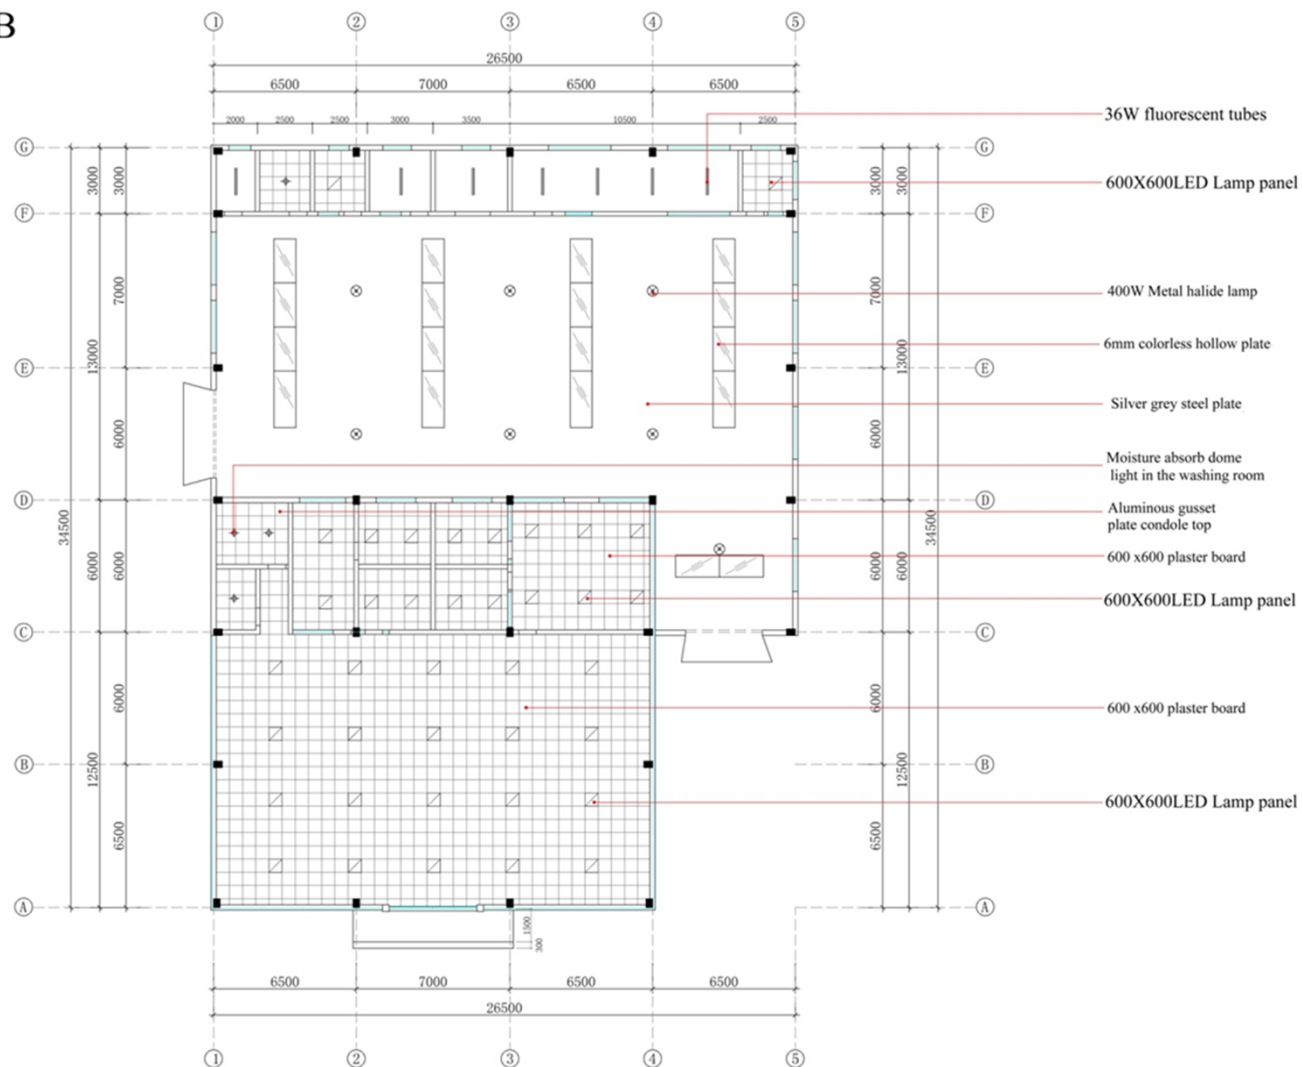 B
1 2 3 4 5
26500
6500 7000 6500 6500
2000 2500 2500 3000 3500 10500 2500
G G
3000 3000 3000 3000
36W fluorescent tubes
600X600LED Lamp panel
F F
7000 7000
400W Metal halide lamp
13000 13000
6mm colorless hollow plate
E E
Silver grey steel plate
6000 6000
Moisture absorb dome
light in the washing room
D D
Aluminous gusset
plate condole top
34500 34500
6000 6000 6000 6000
600 x600 plaster board
600X600LED Lamp panel
C C
6000 6000
600 x600 plaster board
B B
12500 12500
600X600LED Lamp panel
6500 6500
A A
1500
300
6500 7000 6500 6500
26500
1 2 3 4 5